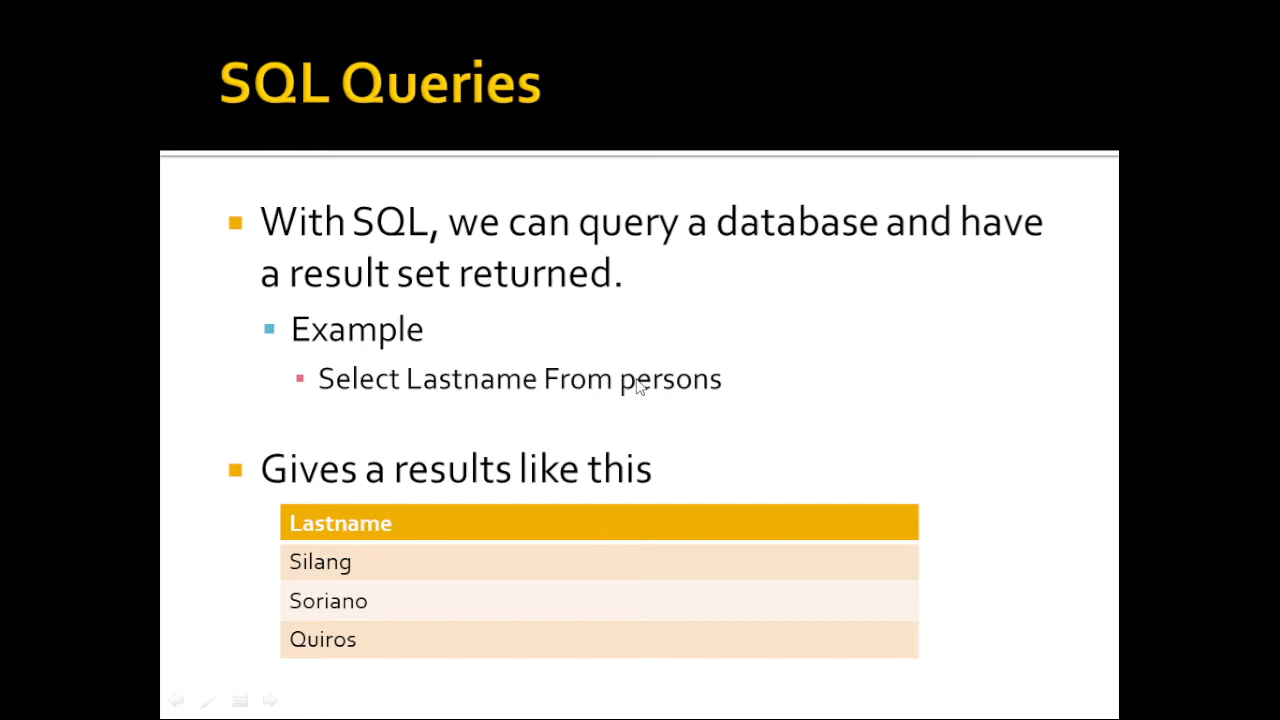 SQL Queries
With SQL, we can query a database and have
a result set returned.
Example
Select Lastname From persons
Gives a results like this
Lastname
Silang
Soriano
Quiros